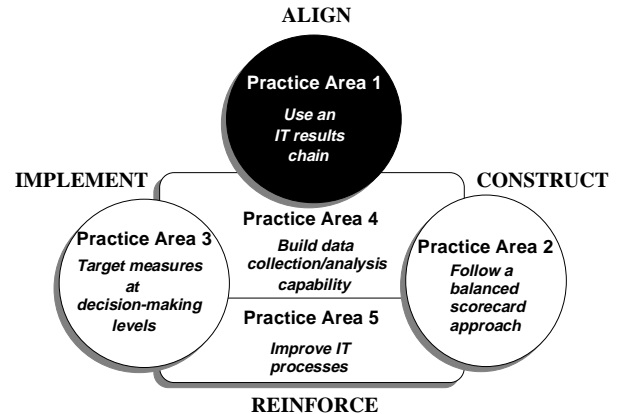 ALIGN
Practice Area 1
Use an
IT results
chain
IMPLEMENT
CONSTRUCT
Practice Area 4
Build data
collection/analysis
capability
Practice Area 3
Target measures
at
decision-making
levels
Practice Area 2
Follow a
balanced
scorecard
approach
Practice Area 5
Improve IT
processes
REINFORCE